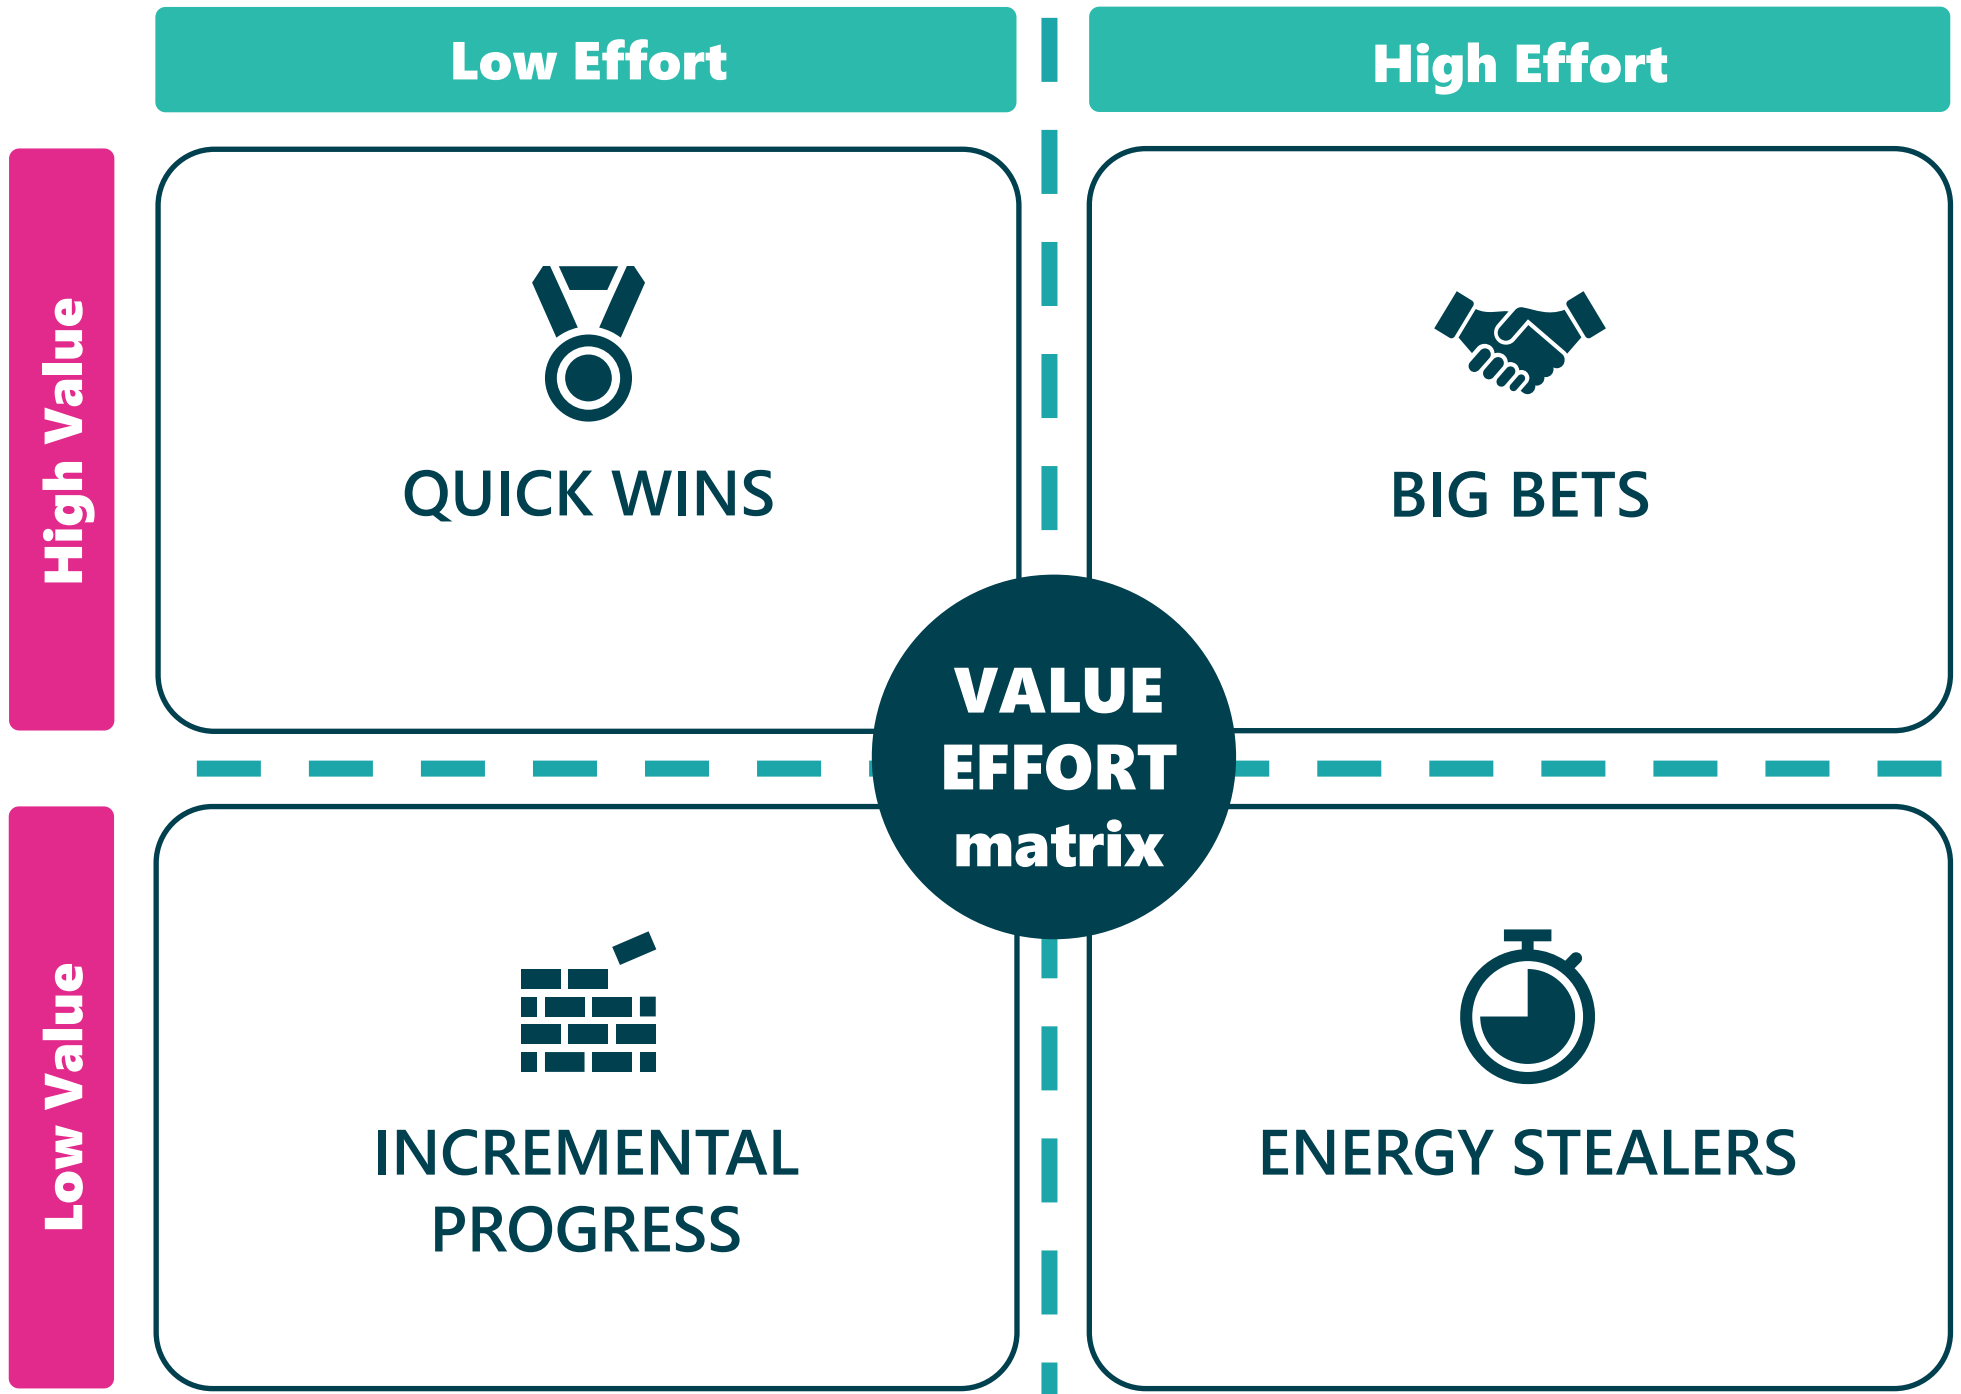 Low Effort
High Effort
High Value
QUICK WINS
BIG BETS
VALUE
EFFORT
matrix
Low Value
INCREMENTAL
PROGRESS
ENERGY STEALERS